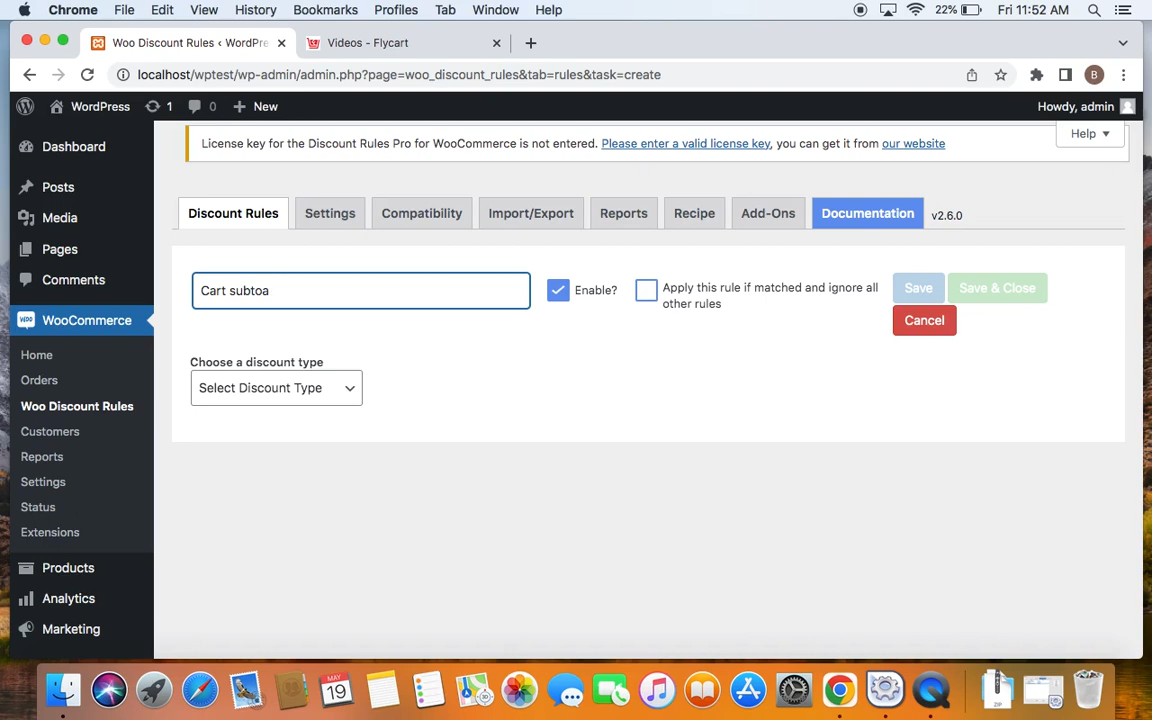 Chrome File Edit View History Bookmarks Profiles Tab Window Help 22% Fri 11:52 AM
Woo Discount Rules ‹ WordPre Videos - Flycart
localhost/wptest/wp-admin/admin.php?page=woo_discount_rules&tab=rules&task=create B
WordPress 1 0 New Howdy, admin
Help
License key for the Discount Rules Pro for WooCommerce is not entered. Please enter a valid license key, you can get it from our website
Dashboard
Posts
Media
Pages
Comments
WooCommerce
Home
Orders
Woo Discount Rules
Customers
Reports
Settings
Status
Extensions
Products
Analytics
Marketing
Discount Rules Settings Compatibility Import/Export Reports Recipe Add-Ons Documentation v2.6.0
Cart subtoa Enable? Apply this rule if matched and ignore all
other rules
Save Save & Close
Cancel
Choose a discount type
Select Discount Type
MAY
19
ZIP